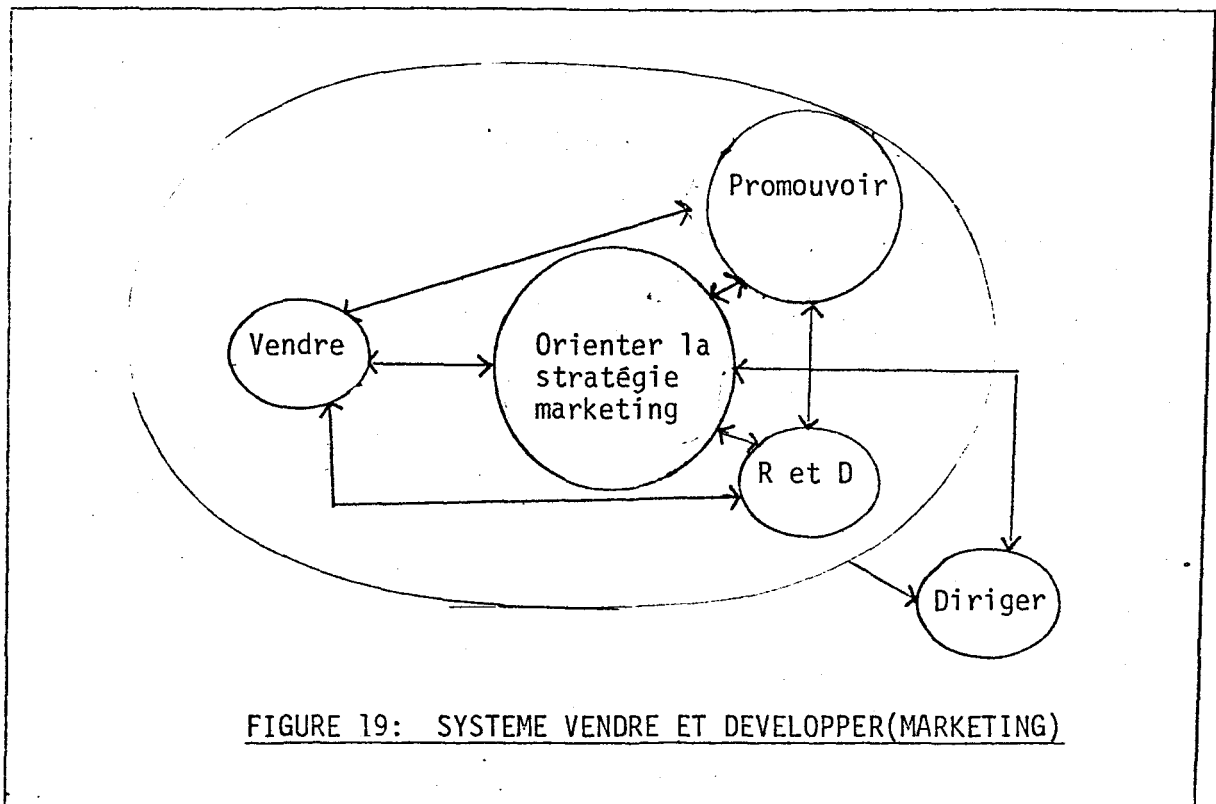 Promouvoir
Vendre
Orienter la
stratégie
marketing
R et D
Diriger
FIGURE 19: SYSTEME VENDRE ET DEVELOPPER(MARKETING)